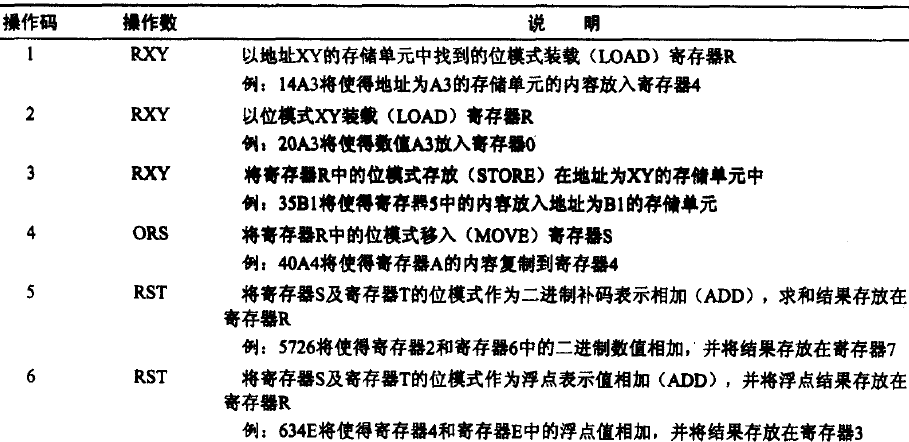 操作码 操作数 说 明
1 RXY 以地址XY的存储单元中找到的位模式装载（LOAD）寄存器R
例：14A3将使得地址为A3的存储单元的内容放入寄存器4
2 RXY 以位模式XY装载（LOAD）寄存器R
例：20A3将使得数值A3放入寄存器0
3 RXY 将寄存器R中的位模式存放（STORE）在地址为XY的存储单元中
例：35B1将使得寄存器5中的内容放入地址为B1的存储单元
4 ORS 将寄存器R中的位模式移入（MOVE）寄存器S
例：40A4将使得寄存器A的内容复制到寄存器4
5 RST 将寄存器S及寄存器T的位模式作为二进制补码表示相加（ADD），求和结果存放在
寄存器R
例：5726将使得寄存器2和寄存器6中的二进制数值相加，并将结果存放在寄存器7
6 RST 将寄存器S及寄存器T的位模式作为浮点表示值相加（ADD），并将浮点结果存放在
寄存器R
例：634E将使得寄存器4和寄存器E中的浮点值相加，并将结果存放在寄存器3